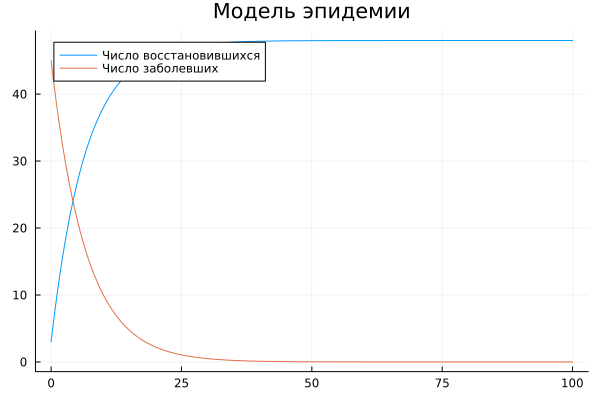 Модель эпидемии
Число восстановившихся
Число заболевших
40
30
20
10
0
0 25 50 75 100